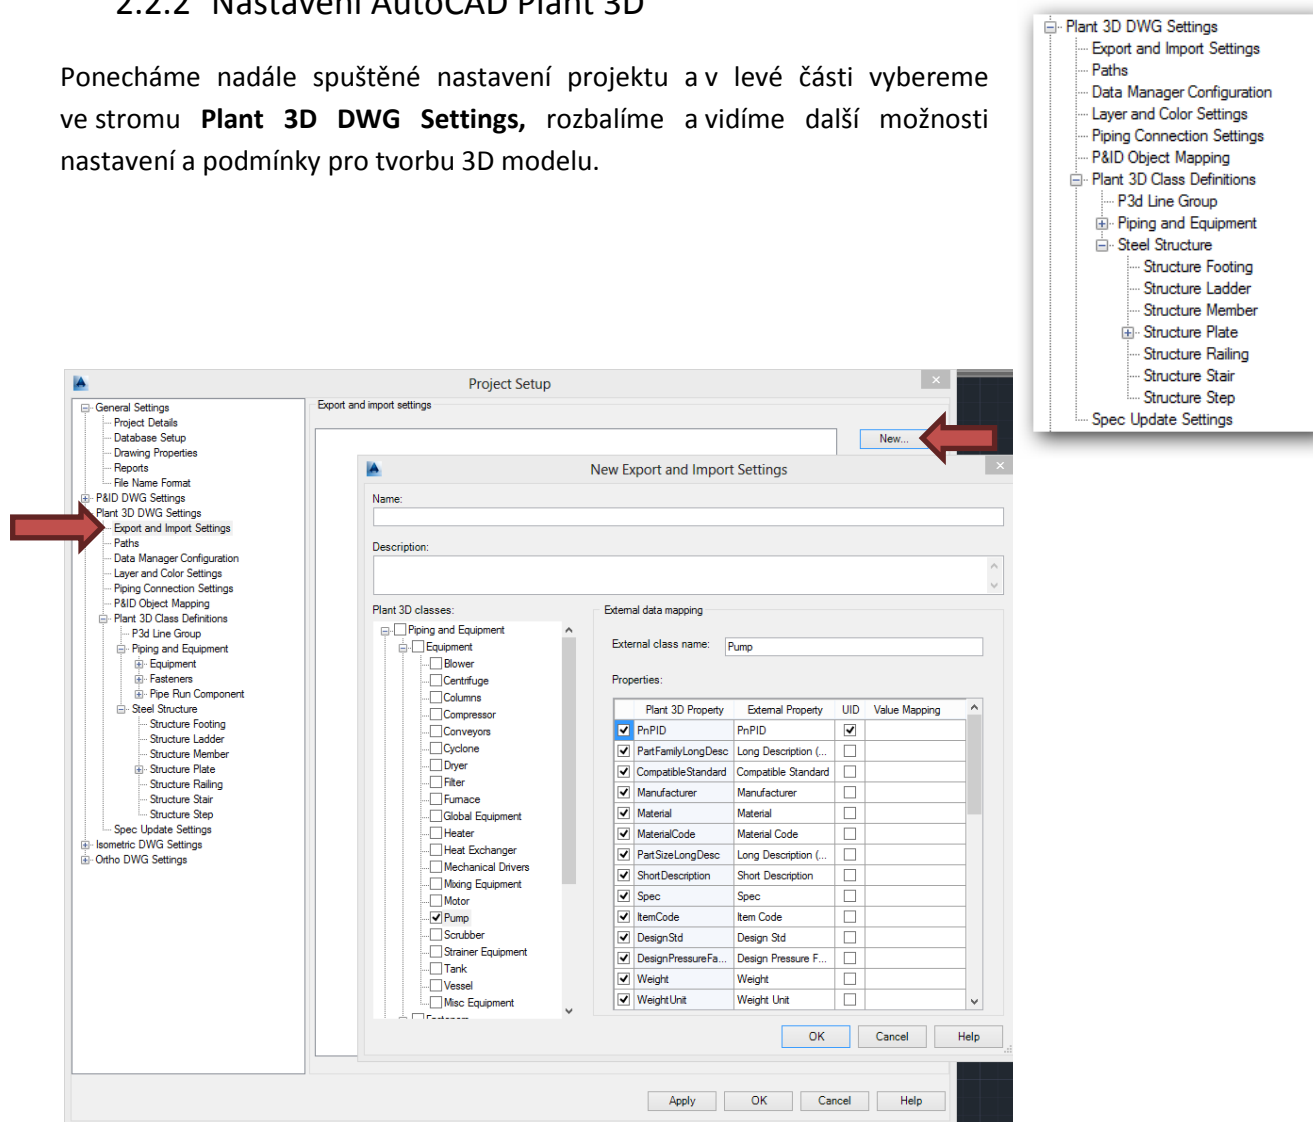 2.2.2 Nastavení AutoCAD Plant 3D
Ponecháme nadále spuštěné nastavení projektu a v levé části vybereme
ve stromu Plant 3D DWG Settings, rozbalíme a vidíme další možnosti
nastavení a podmínky pro tvorbu 3D modelu.
Plant 3D DWG Settings
Export and Import Settings
Paths
Data Manager Configuration
Layer and Color Settings
Piping Connection Settings
P&ID Object Mapping
Plant 3D Class Definitions
P3d Line Group
Piping and Equipment
Steel Structure
Structure Footing
Structure Ladder
Structure Member
Structure Plate
Structure Railing
Structure Stair
Structure Step
Spec Update Settings
Project Setup
General Settings
Project Details
Database Setup
Drawing Properties
Reports
File Name Format
P&ID DWG Settings
Plant 3D DWG Settings
Export and Import Settings
Paths
Data Manager Configuration
Layer and Color Settings
Piping Connection Settings
P&ID Object Mapping
Plant 3D Class Definitions
P3d Line Group
Piping and Equipment
Equipment
Fasteners
Pipe Run Component
Steel Structure
Structure Footing
Structure Ladder
Structure Member
Structure Plate
Structure Railing
Structure Stair
Structure Step
Spec Update Settings
Isometric DWG Settings
Ortho DWG Settings
Export and import settings
New...
New Export and Import Settings
Name:
Description:
Plant 3D classes:
Piping and Equipment
Equipment
Blower
Centrifuge
Columns
Compressor
Conveyors
Cyclone
Dryer
Filter
Furnace
Global Equipment
Heater
Heat Exchanger
Mechanical Drivers
Mixing Equipment
Motor
Pump
Scrubber
Strainer Equipment
Tank
Vessel
Misc Equipment
Fasteners
External data mapping
External class name: Pump
Properties:
Plant 3D Property External Property UID Value Mapping
PnPID PnPID
PartFamilyLongDesc Long Description (...
CompatibleStandard Compatible Standard
Manufacturer Manufacturer
Material Material
MaterialCode Material Code
PartSizeLongDesc Long Description (...
ShortDescription Short Description
Spec Spec
ItemCode Item Code
DesignStd Design Std
DesignPressureFa... Design Pressure F...
Weight Weight
WeightUnit Weight Unit
OK Cancel Help
Apply OK Cancel Help